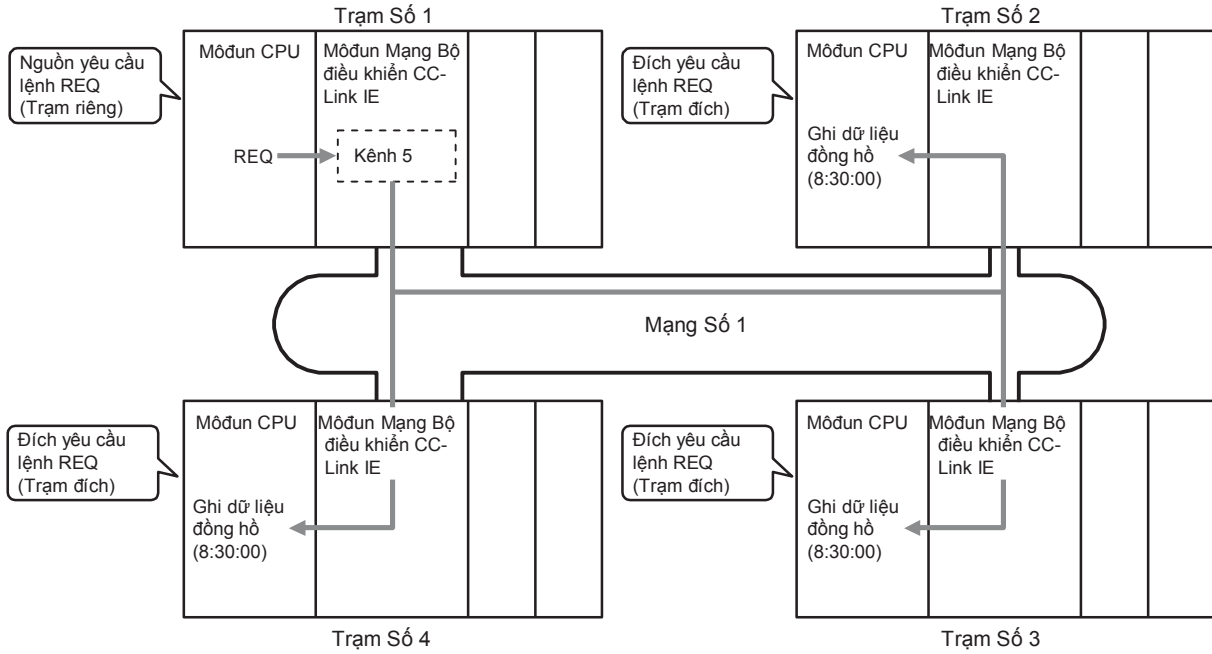 Trạm Số 1
Nguồn yêu cầu
lệnh REQ
(Trạm riêng)
Môđun CPU
Môđun Mạng Bộ
điều khiển CC-
Link IE
REQ
Kênh 5
Trạm Số 2
Đích yêu cầu
lệnh REQ
(Trạm đích)
Môđun CPU
Môđun Mạng Bộ
điều khiển CC-
Link IE
Ghi dữ liệu
đồng hồ
(8:30:00)
Mạng Số 1
Đích yêu cầu
lệnh REQ
(Trạm đích)
Môđun CPU
Môđun Mạng Bộ
điều khiển CC-
Link IE
Ghi dữ liệu
đồng hồ
(8:30:00)
Trạm Số 4
Đích yêu cầu
lệnh REQ
(Trạm đích)
Môđun CPU
Môđun Mạng Bộ
điều khiển CC-
Link IE
Ghi dữ liệu
đồng hồ
(8:30:00)
Trạm Số 3